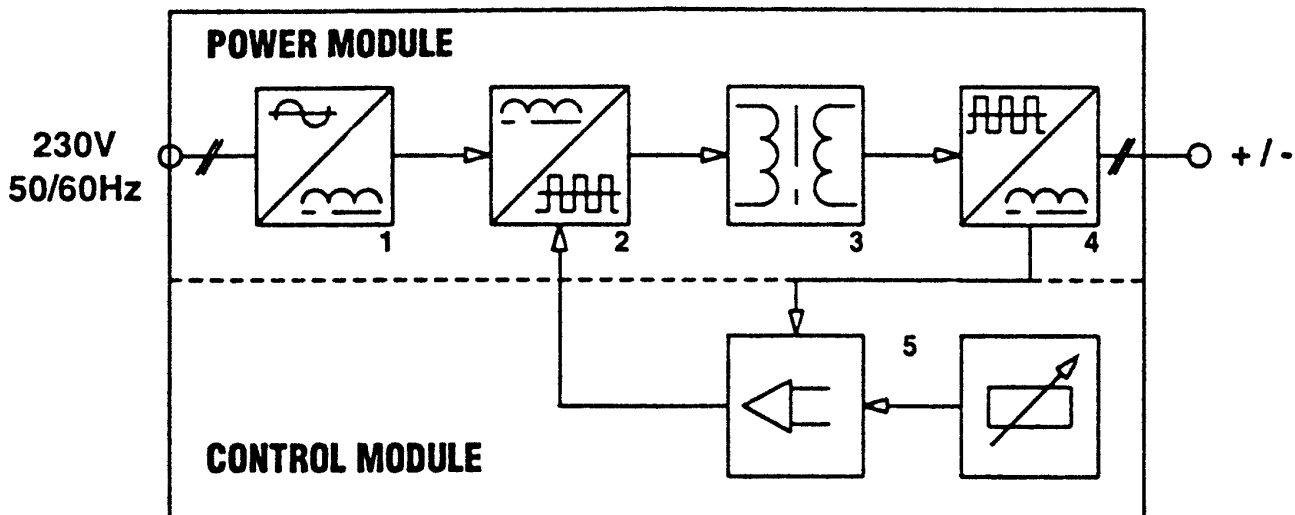 POWER MODULE
230V
50/60Hz
+ / -
1
2
3
4
5
CONTROL MODULE